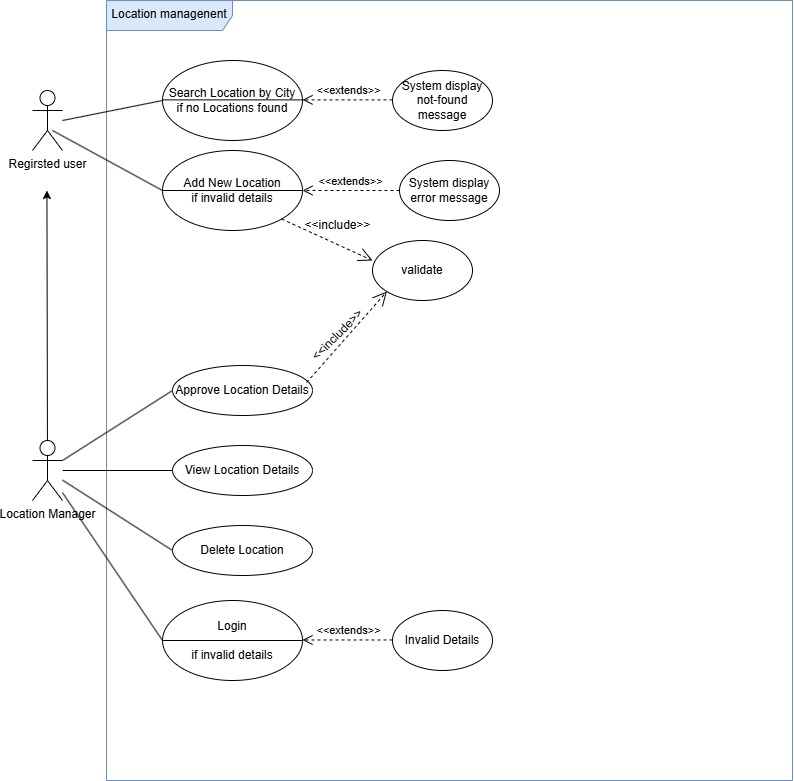 Location management
Search Location by City
if no Locations found
<<extends>>
System display
not-found
message
Regirsted user
Add New Location
if invalid details
<<extends>>
System display
error message
<<include>>
validate
<<include>>
Approve Location Details
View Location Details
Location Manager
Delete Location
Login
if invalid details
<<extends>>
Invalid Details